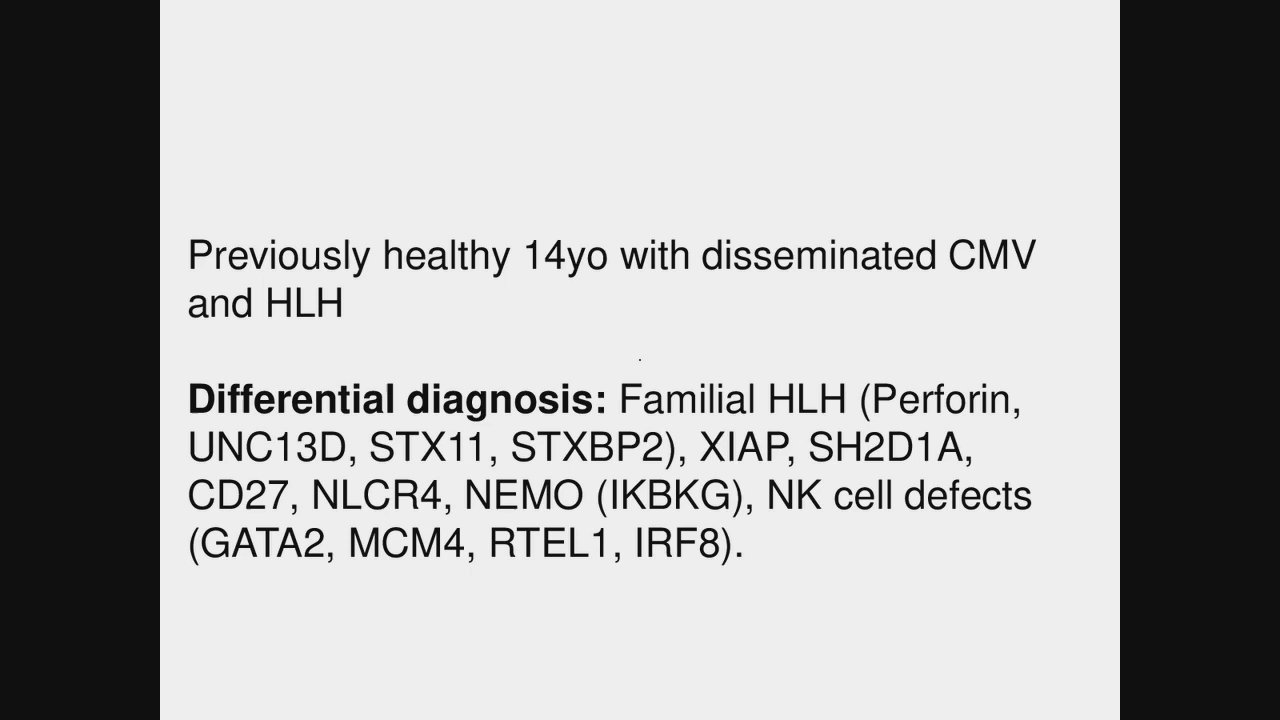 Previously healthy 14yo with disseminated CMV
and HLH
Differential diagnosis: Familial HLH (Perforin,
UNC13D, STX11, STXBP2), XIAP, SH2D1A,
CD27, NLCR4, NEMO (IKBKG), NK cell defects
(GATA2, MCM4, RTEL1, IRF8).